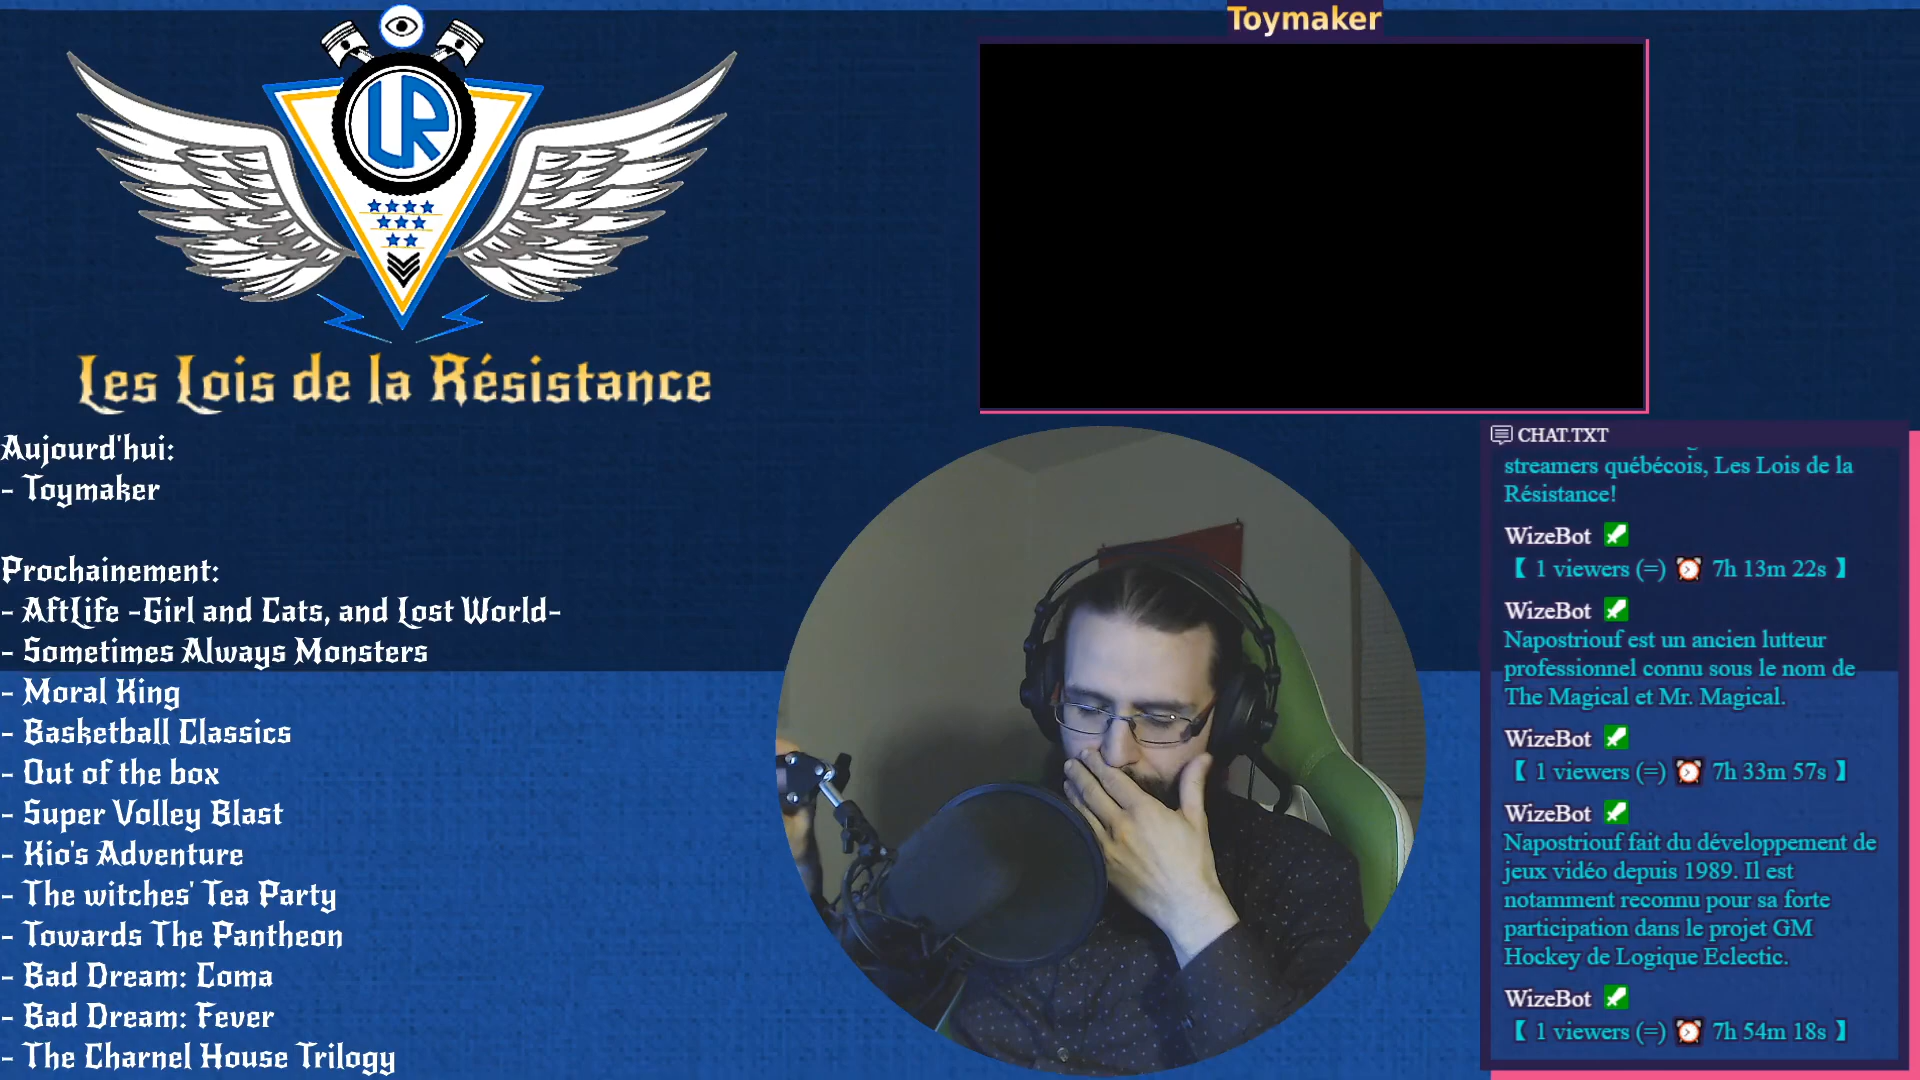 LR
Les Lois de la Résistance
Aujourd'hui:
- Toymaker
Prochainement:
- AftLife -Girl and Cats, and Lost World-
- Sometimes Always Monsters
- Moral King
- Basketball Classics
- Out of the box
- Super Volley Blast
- Kio's Adventure
- The witches' Tea Party
- Towards The Pantheon
- Bad Dream: Coma
- Bad Dream: Fever
- The Charnel House Trilogy
Toymaker
CHAT.TXT
streamers québécois, Les Lois de la
Résistance!
WizeBot
【 1 viewers (=) ⏰ 7h 13m 22s 】
WizeBot
Napostriouf est un ancien lutteur
professionnel connu sous le nom de
The Magical et Mr. Magical.
WizeBot
【 1 viewers (=) ⏰ 7h 33m 57s 】
WizeBot
Napostriouf fait du développement de
jeux vidéo depuis 1989. Il est
notamment reconnu pour sa forte
participation dans le projet GM
Hockey de Logique Eclectic.
WizeBot
【 1 viewers (=) ⏰ 7h 54m 18s 】